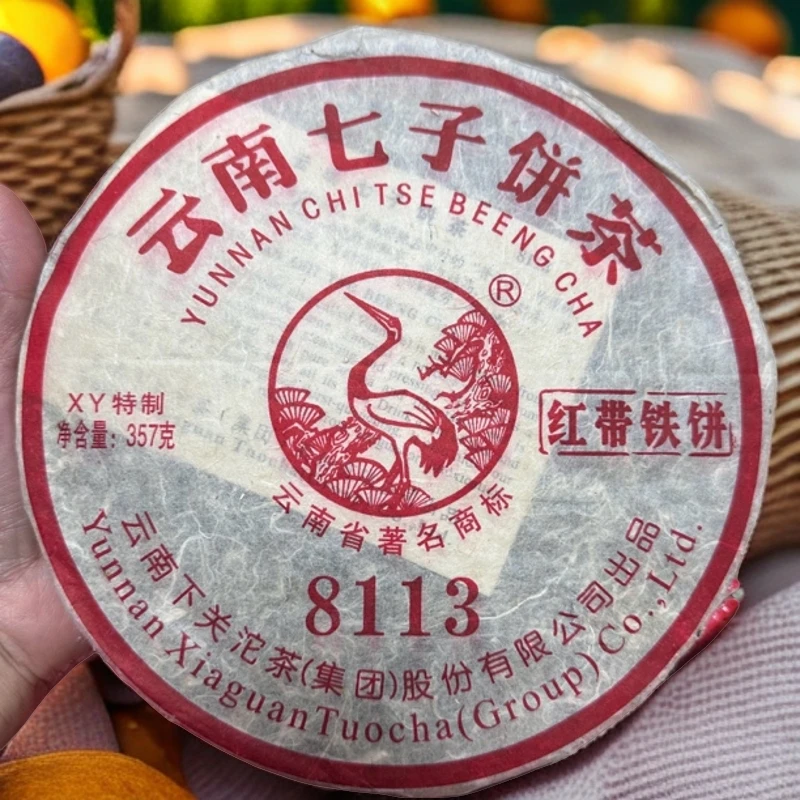 云南七子饼茶
YUNNAN CHI TSE BEENG CHA
®
XY特制
净含量：357克
红带铁饼
云南省著名商标
8113
云南下关沱茶(集团)股份有限公司出品
Yunnan Xiaguan Tuocha (Group) Co., Ltd.